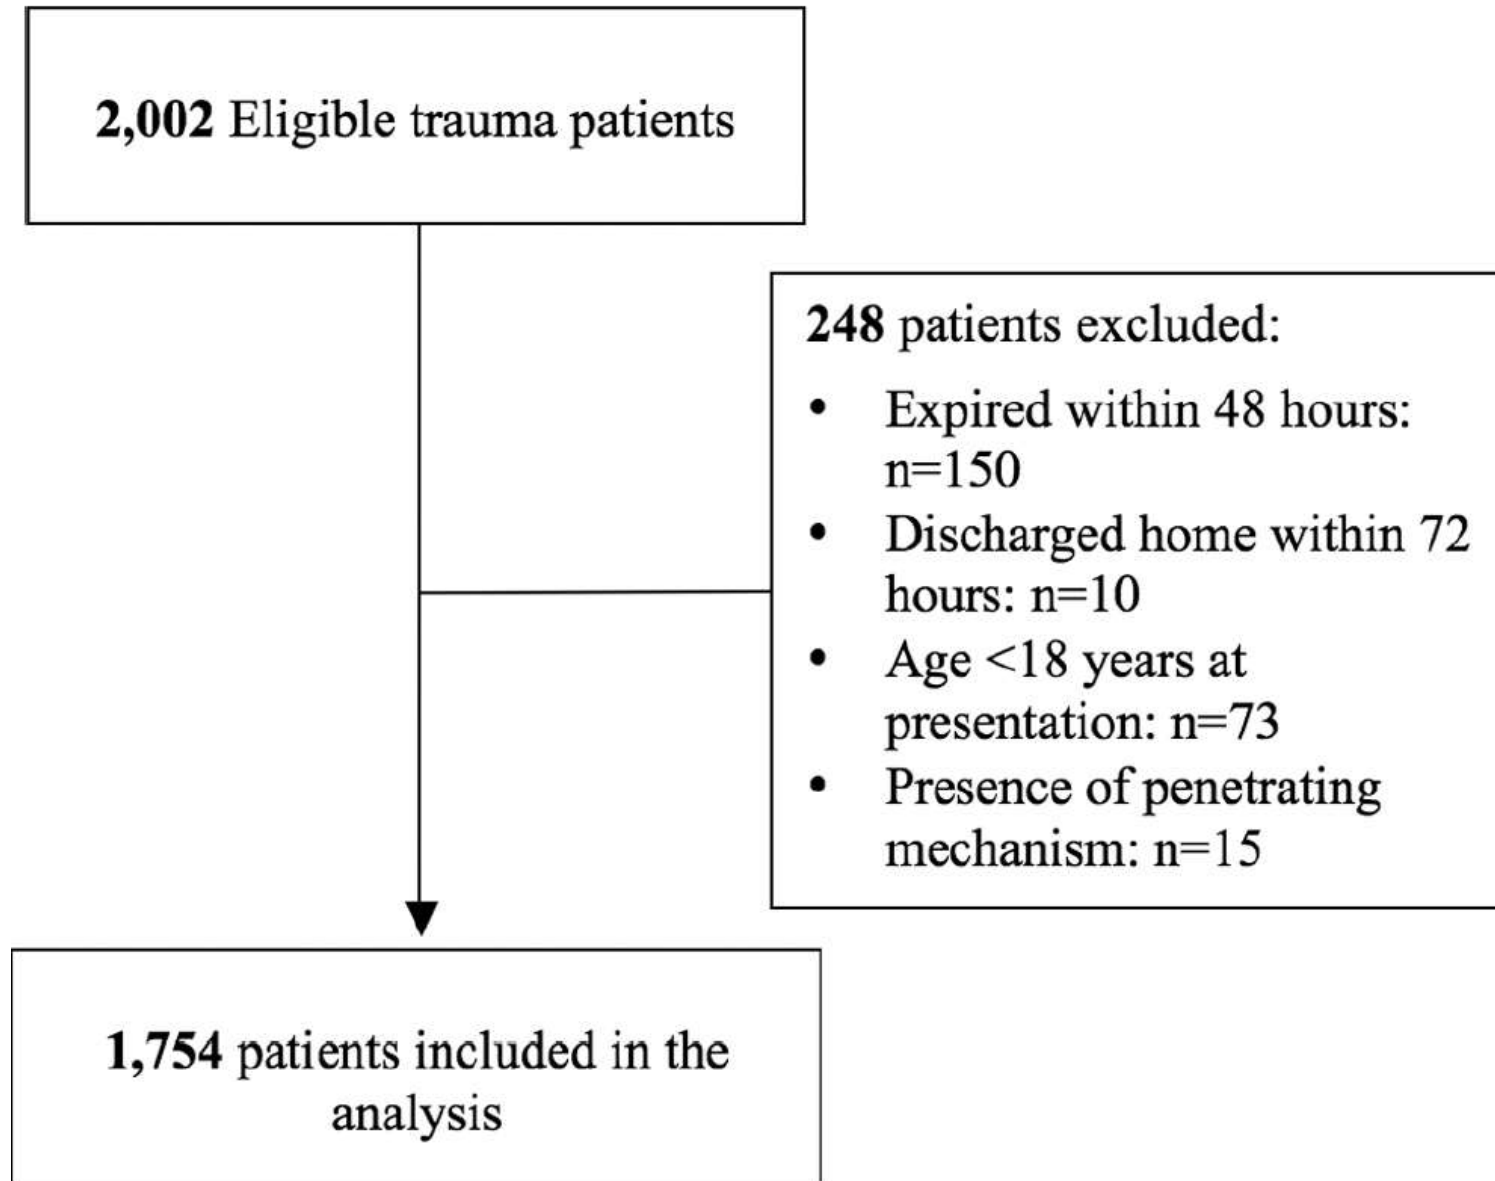 2,002 Eligible trauma patients
248 patients excluded:
• Expired within 48 hours:
n=150
• Discharged home within 72
hours: n=10
• Age <18 years at
presentation: n=73
• Presence of penetrating
mechanism: n=15
1,754 patients included in the
analysis